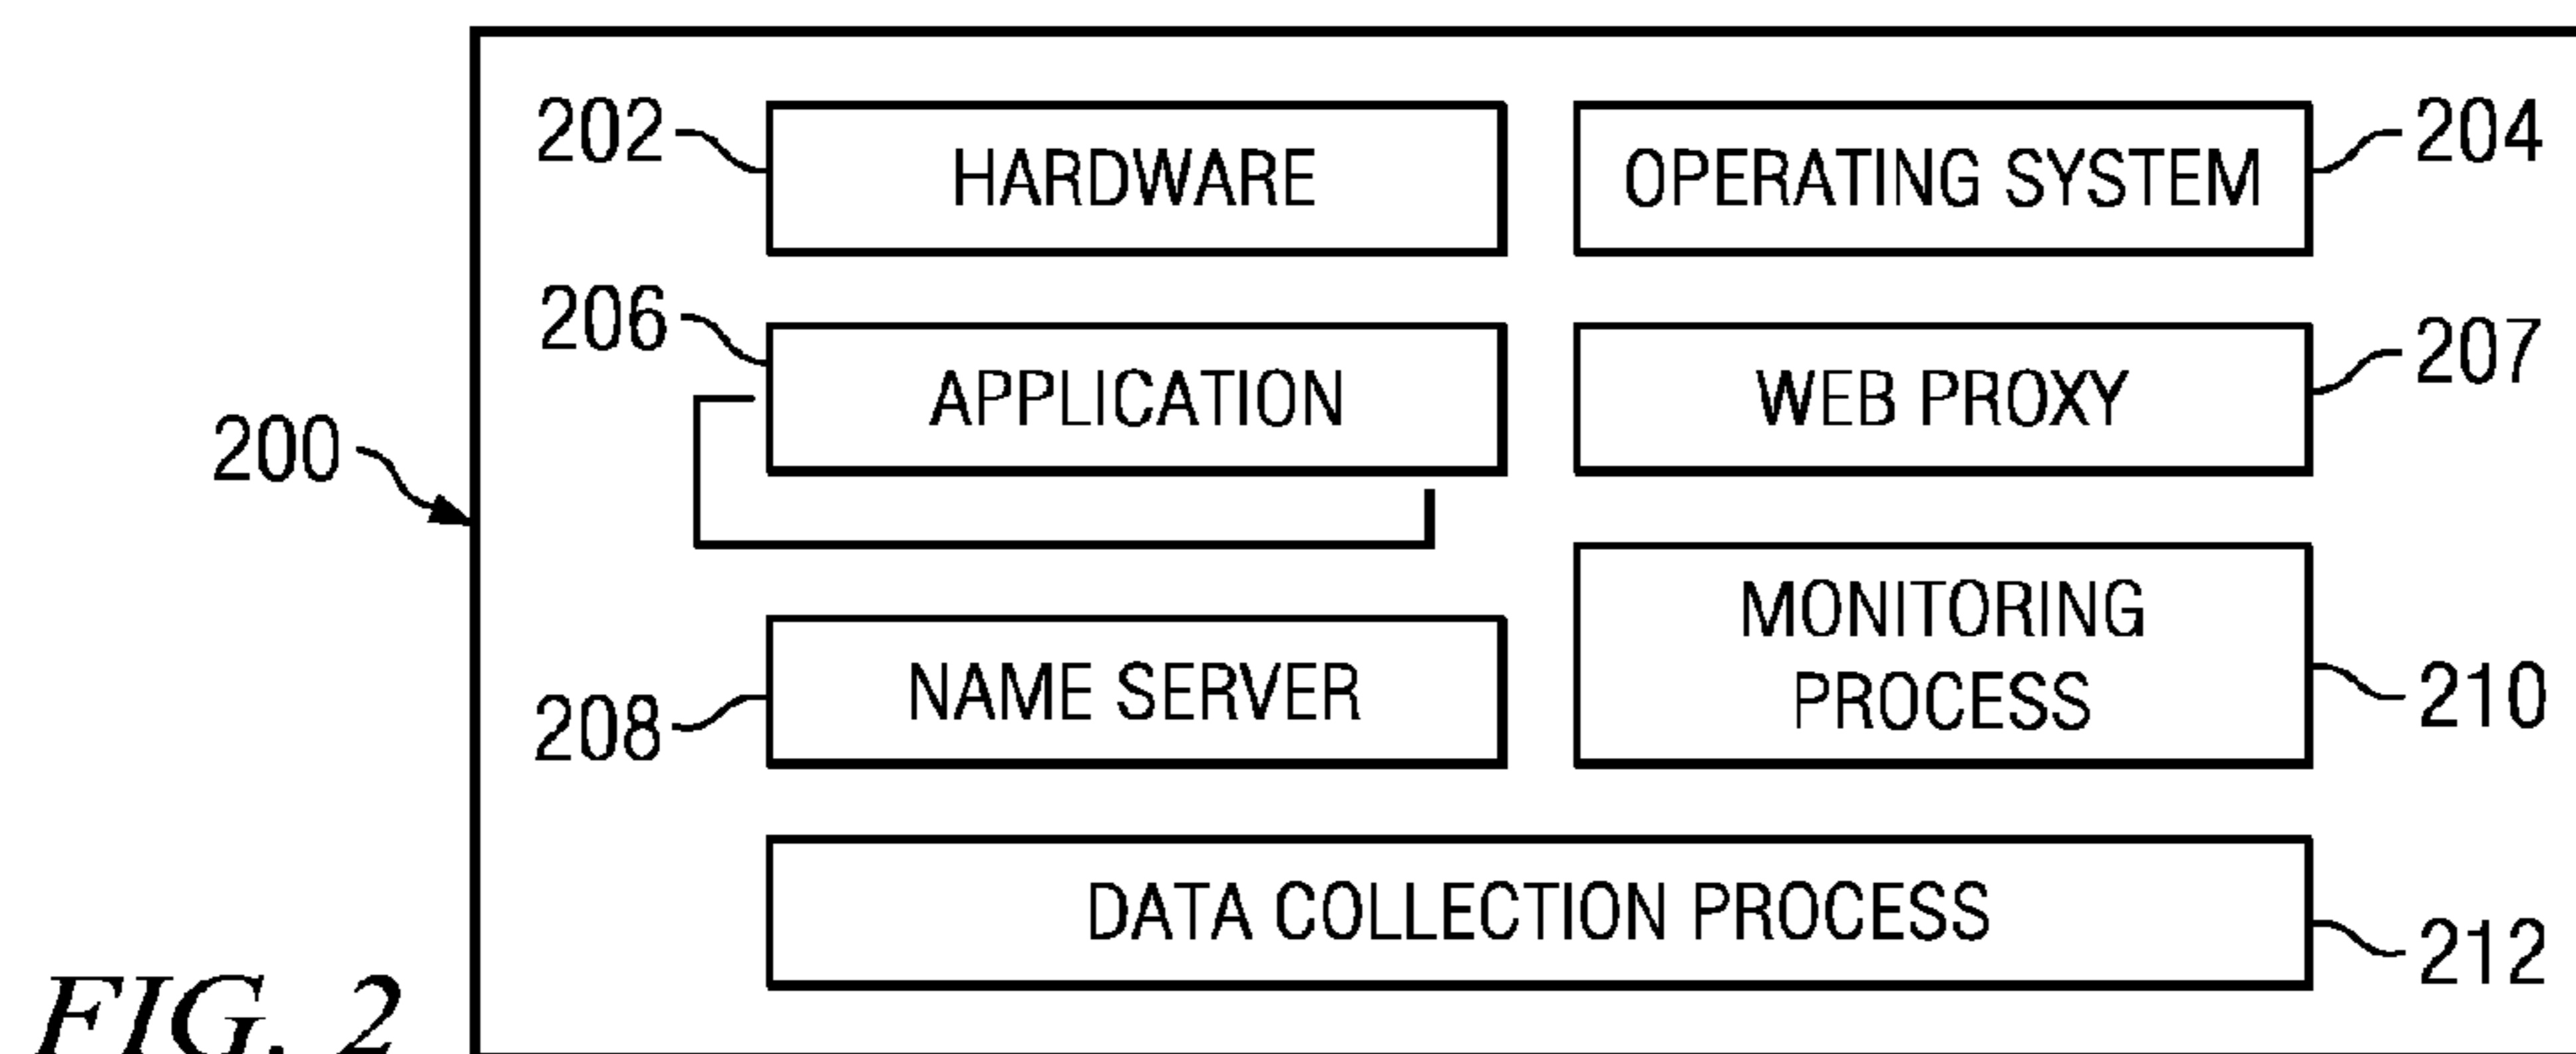 202 HARDWARE OPERATING SYSTEM 204
206 APPLICATION WEB PROXY 207
200
208 NAME SERVER MONITORING PROCESS 210
DATA COLLECTION PROCESS 212
FIG. 2